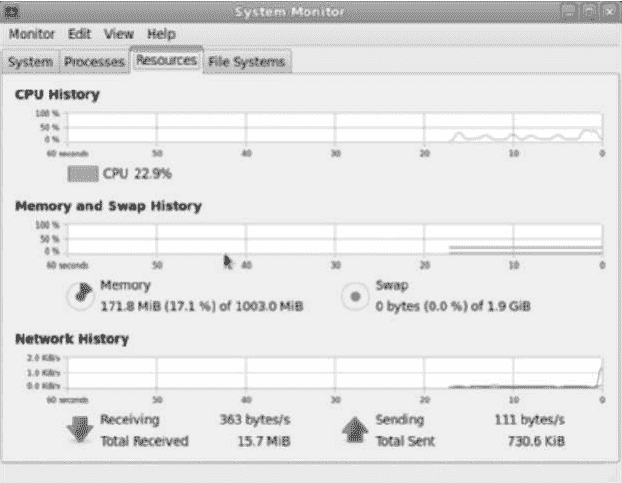 System Monitor
Monitor Edit View Help
System Processes Resources File Systems
CPU History
100 %
50 %
0 %
60 seconds 50 40 30 20 10 0
CPU 22.9%
Memory and Swap History
100 %
50 %
0 %
60 seconds 50 40 30 20 10 0
Memory Swap
171.8 MiB (17.1 %) of 1003.0 MiB 0 bytes (0.0 %) of 1.9 GiB
Network History
2.0 KiB/s
1.0 KiB/s
0.0 KiB/s
60 seconds 50 40 30 20 10 0
Receiving 363 bytes/s Sending 111 bytes/s
Total Received 15.7 MiB Total Sent 730.6 KiB